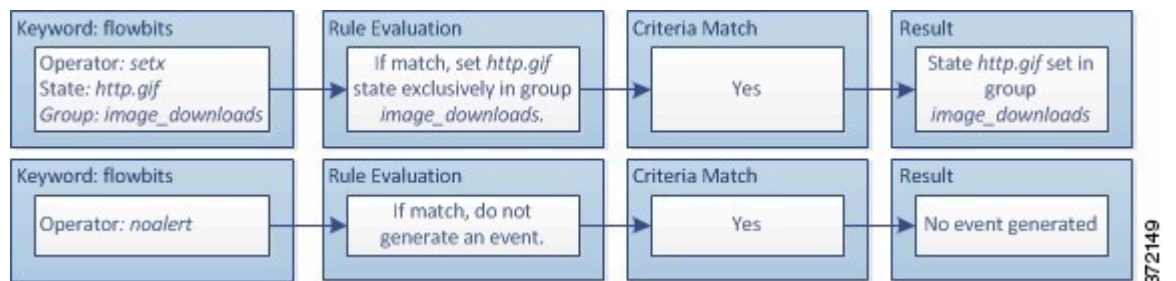 Keyword: flowbits
Operator: setx
State: http.gif
Group: image_downloads
Rule Evaluation
If match, set http.gif
state exclusively in group
image_downloads.
Criteria Match
Yes
Result
State http.gif set in
group
image_downloads
Keyword: flowbits
Operator: noalert
Rule Evaluation
If match, do not
generate an event.
Criteria Match
Yes
Result
No event generated
372149